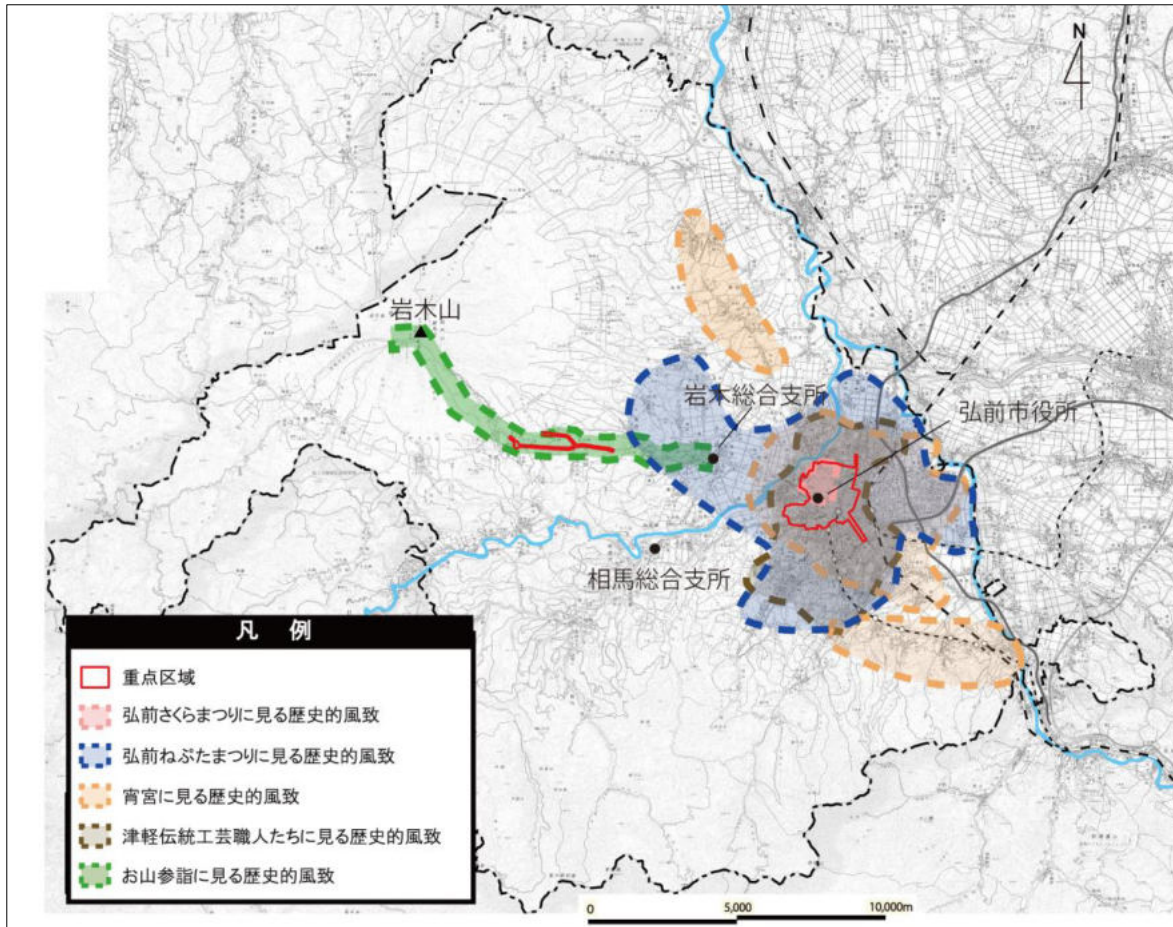 N
岩木山
岩木総合支所
弘前市役所
相馬総合支所
凡 例
重点区域
弘前さくらまつりに見る歴史的風致
弘前ねぷたまつりに見る歴史的風致
宵宮に見る歴史的風致
津軽伝統工芸職人たちに見る歴史的風致
お山参詣に見る歴史的風致
0 5,000 10,000m